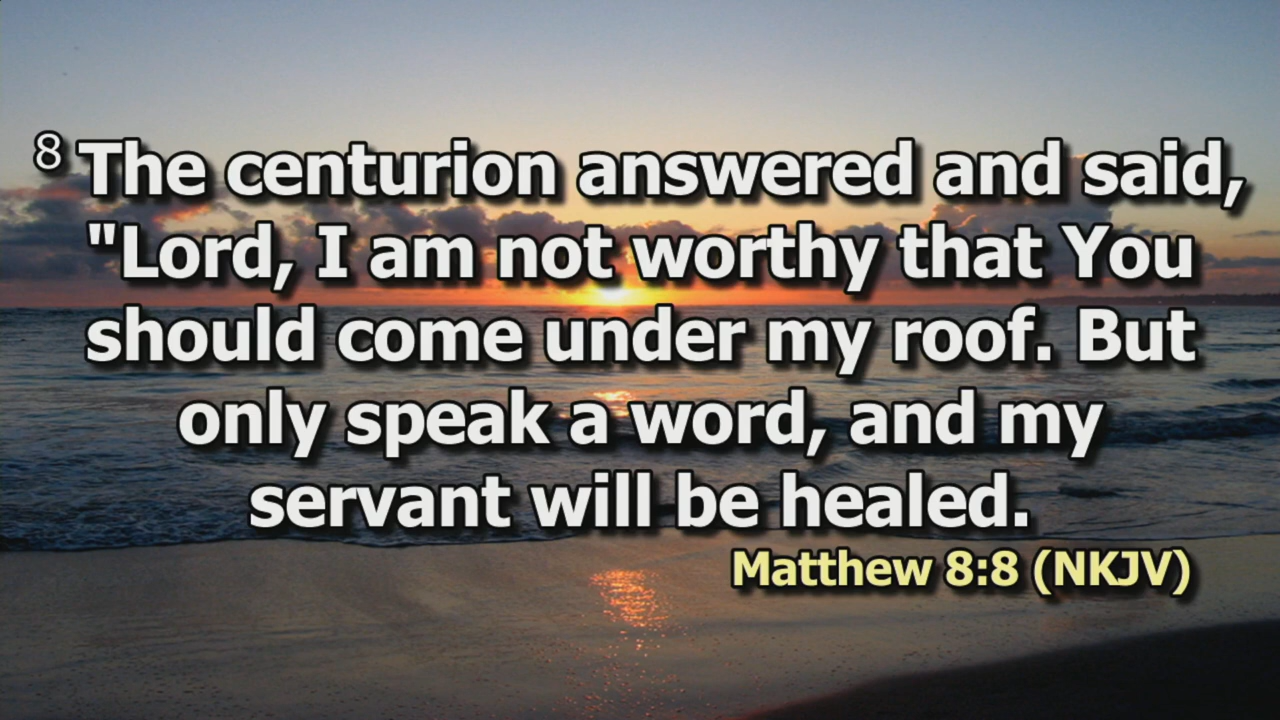 8 The centurion answered and said,
"Lord, I am not worthy that You
should come under my roof. But
only speak a word, and my
servant will be healed.
Matthew 8:8 (NKJV)